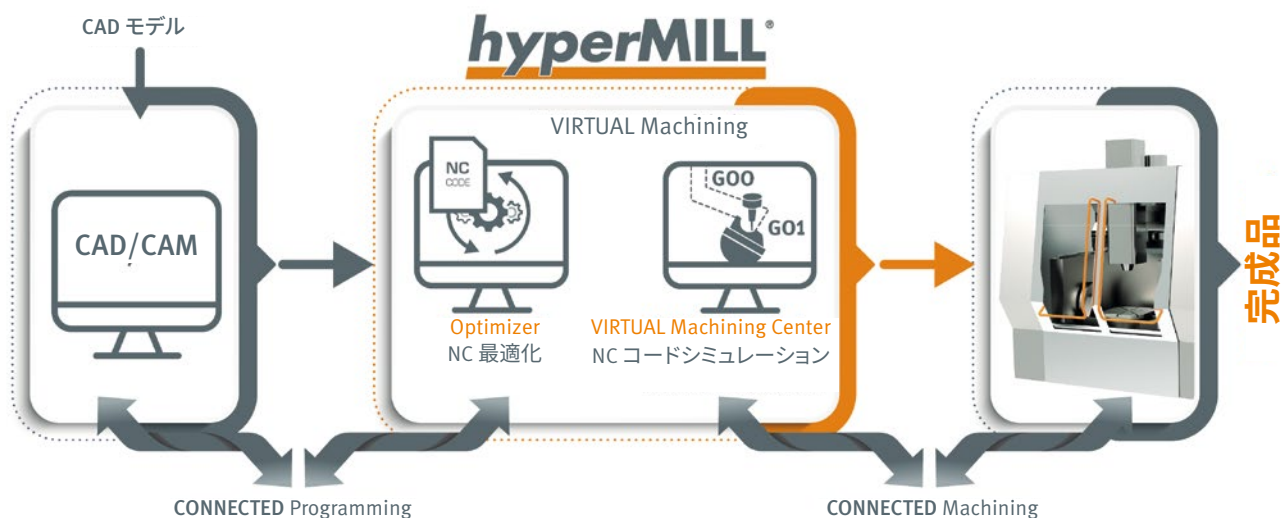 CAD モデル
hyperMILL®
VIRTUAL Machining
CAD/CAM
NC
CODE
G00
G01
Optimizer
NC 最適化
VIRTUAL Machining Center
NC コードシミュレーション
完成品
CONNECTED Programming
CONNECTED Machining